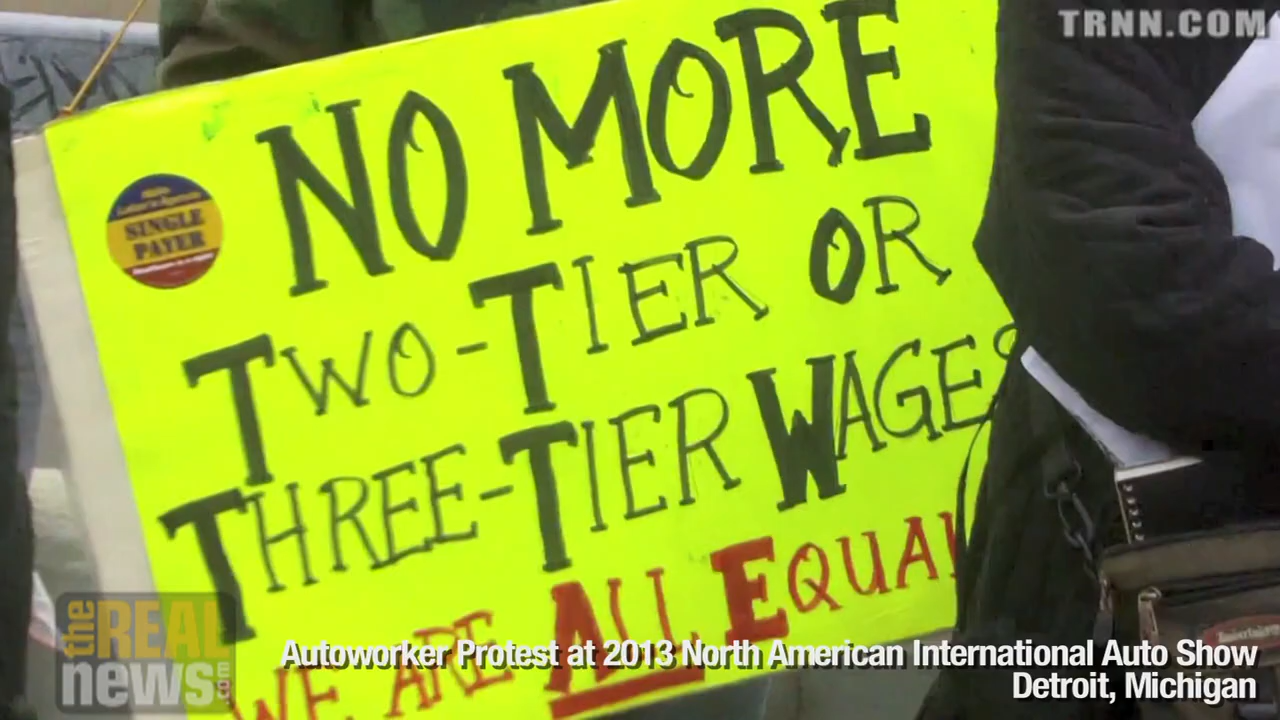 TRNN.COM
NO MORE
TWO-TIER OR
THREE-TIER WAGES
WE ARE ALL EQUAL
SINGLE
PAYER
the REAL
news.com
Autoworker Protest at 2013 North American International Auto Show
Detroit, Michigan